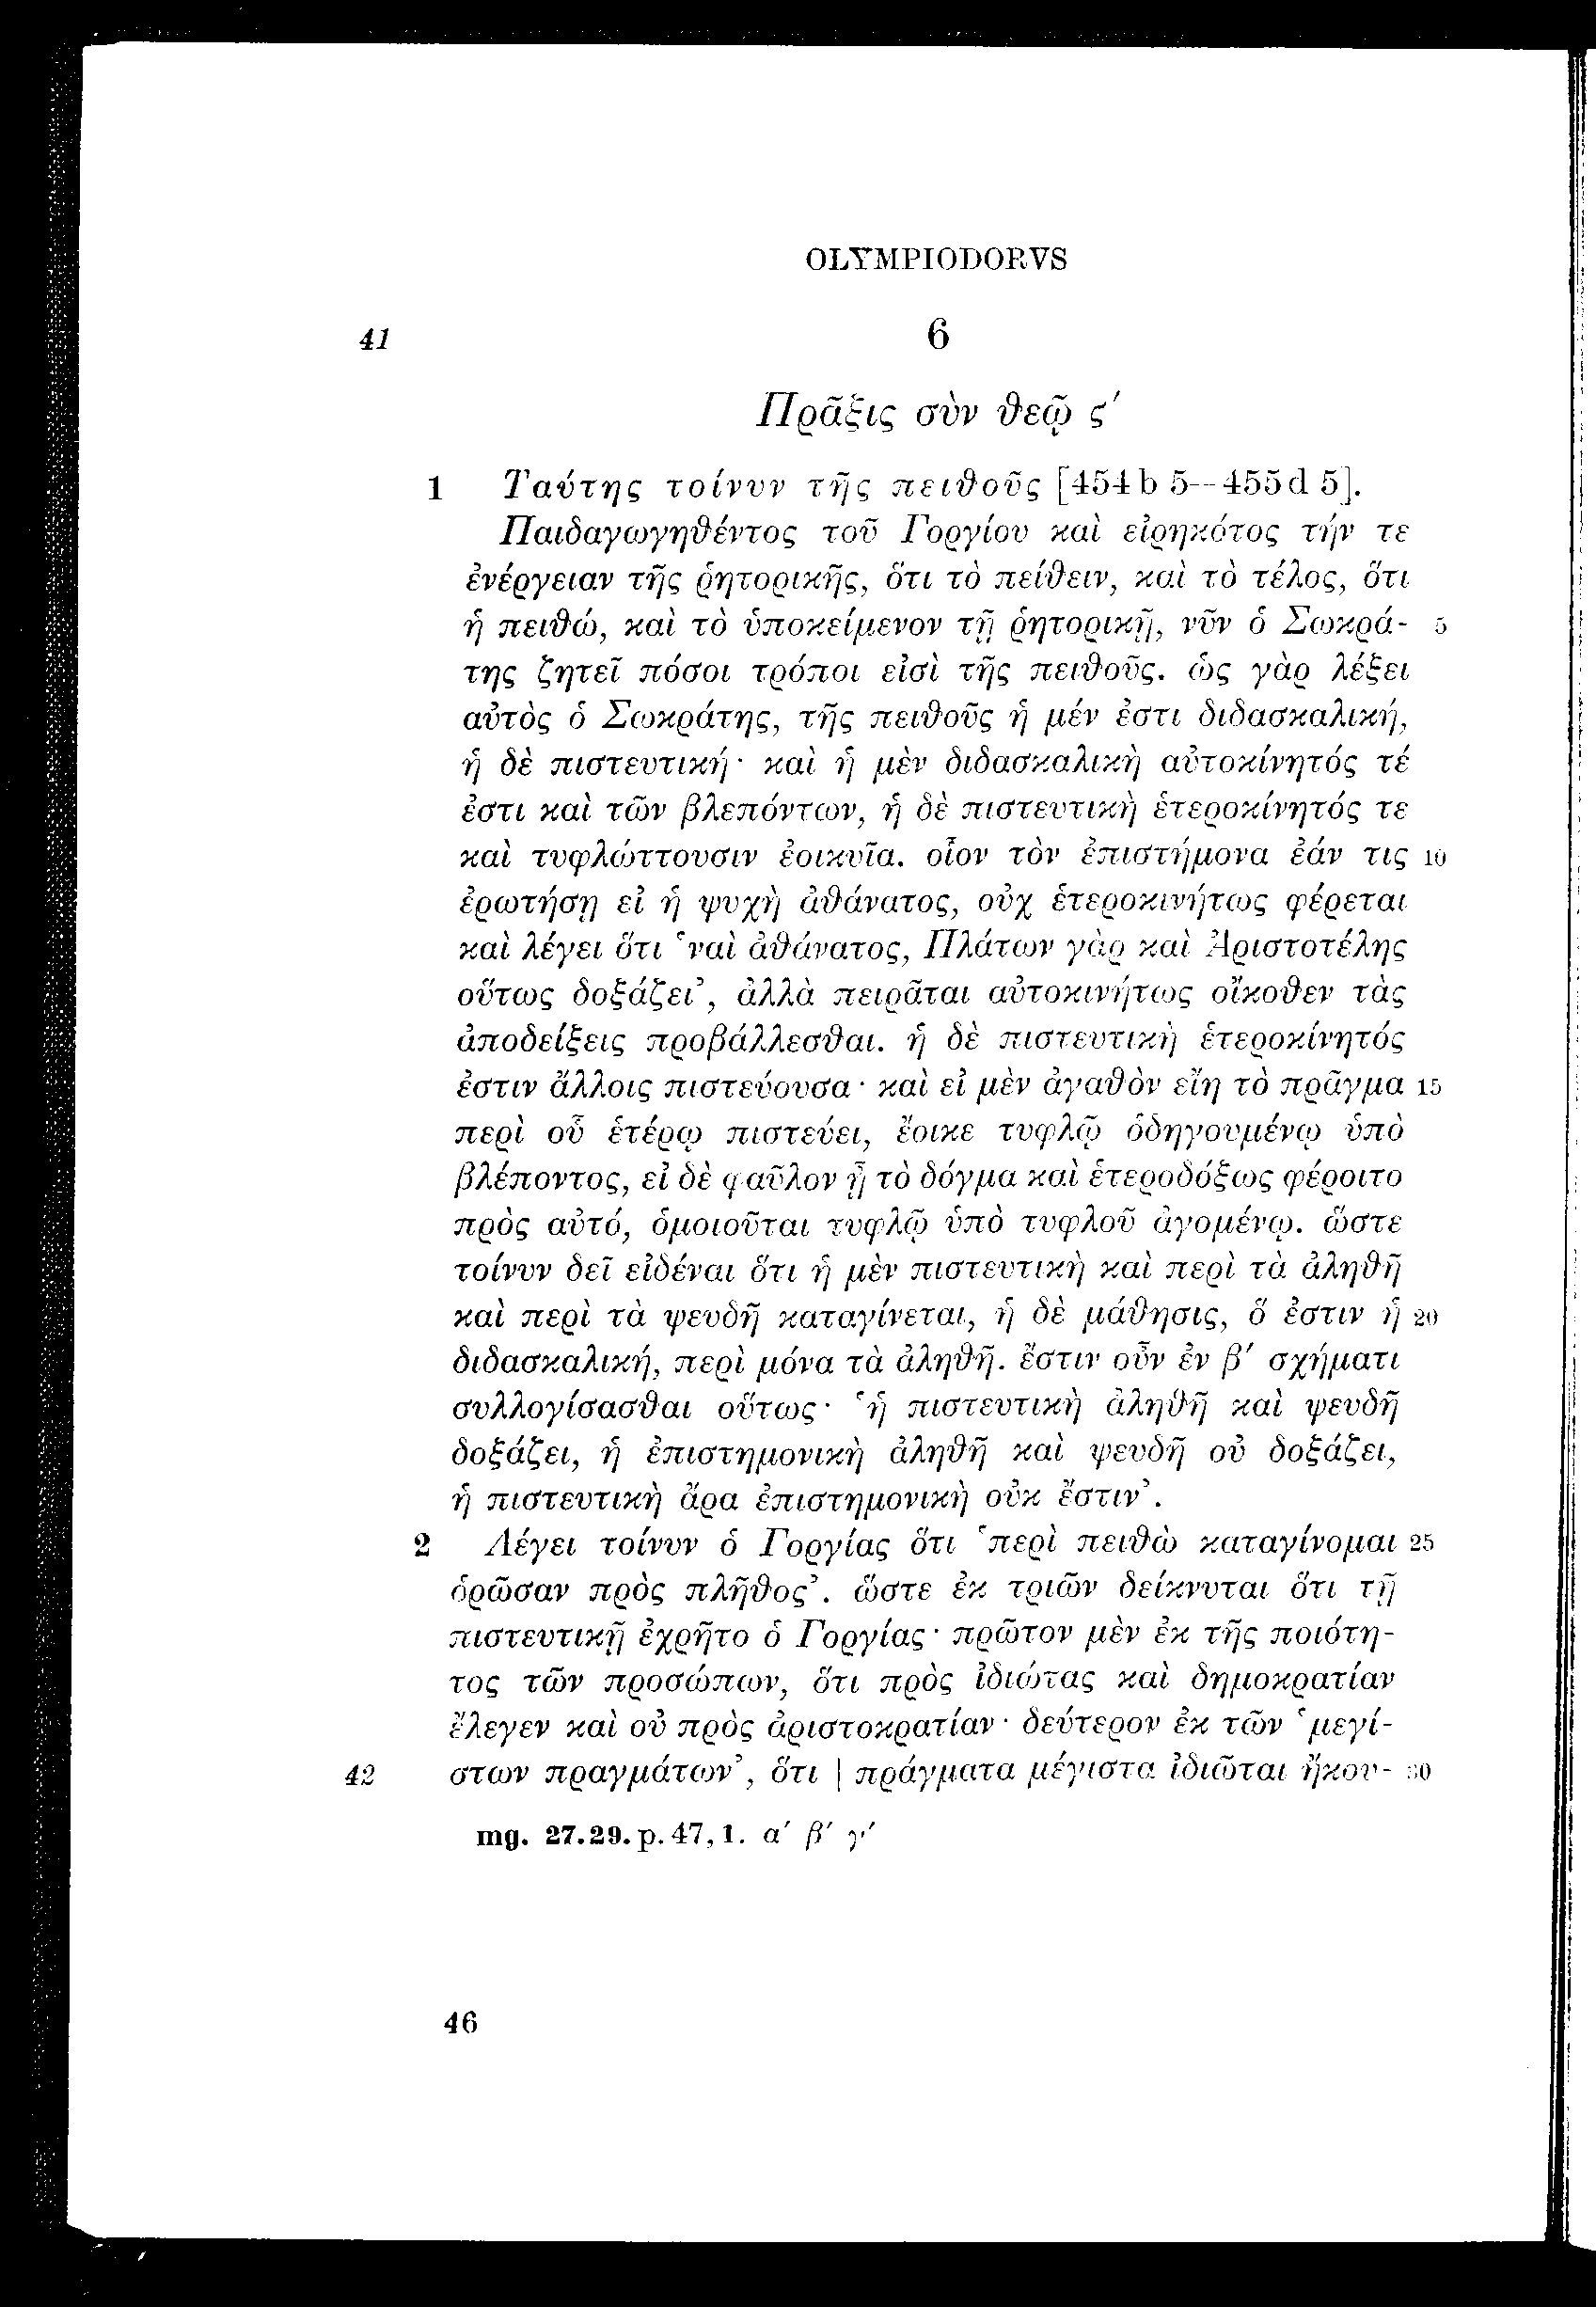 OLYMPIODORVS
41 6
Πρᾶξις σὺν θεῷ ϛʹ
1 Ταύτης τοίνυν τῆς πειθοῦς [454b 5--455d 5].
Παιδαγωγηθέντος τοῦ Γοργίου καὶ εἰρηκότος τήν τε
ἐνέργειαν τῆς ῥητορικῆς, ὅτι τὸ πείθειν, καὶ τὸ τέλος, ὅτι
ἡ πειθώ, καὶ τὸ ὑποκείμενον τῇ ῥητορικῇ, νῦν ὁ Σωκρά- 5
της ζητεῖ πόσοι τρόποι εἰσὶ τῆς πειθοῦς. ὡς γὰρ λέξει
αὐτὸς ὁ Σωκράτης, τῆς πειθοῦς ἡ μέν ἐστι διδασκαλική,
ἡ δὲ πιστευτική· καὶ ἡ μὲν διδασκαλικὴ αὐτοκίνητός τέ
ἐστι καὶ τῶν βλεπόντων, ἡ δὲ πιστευτικὴ ἑτεροκίνητός τε
καὶ τυφλώττουσιν ἐοικυῖα. οἷον τὸν ἐπιστήμονα ἐάν τις 10
ἐρωτήσῃ εἰ ἡ ψυχὴ ἀθάνατος, οὐχ ἑτεροκινήτως φέρεται
καὶ λέγει ὅτι ‛ναὶ ἀθάνατος, Πλάτων γὰρ καὶ Ἀριστοτέλης
οὕτως δοξάζει’, ἀλλὰ πειρᾶται αὐτοκινήτως οἴκοθεν τὰς
ἀποδείξεις προβάλλεσθαι. ἡ δὲ πιστευτικὴ ἑτεροκίνητός
ἐστιν ἄλλοις πιστεύουσα· καὶ εἰ μὲν ἀγαθὸν εἴη τὸ πρᾶγμα 15
περὶ οὗ ἑτέρῳ πιστεύει, ἔοικε τυφλῷ ὁδηγουμένῳ ὑπὸ
βλέποντος, εἰ δὲ φαῦλον ᾖ τὸ δόγμα καὶ ἑτεροδόξως φέροιτο
πρὸς αὐτό, ὁμοιοῦται τυφλῷ ὑπὸ τυφλοῦ ἀγομένῳ. ὥστε
τοίνυν δεῖ εἰδέναι ὅτι ἡ μὲν πιστευτικὴ καὶ περὶ τὰ ἀληθῆ
καὶ περὶ τὰ ψευδῆ καταγίνεται, ἡ δὲ μάθησις, ὅ ἐστιν ἡ 20
διδασκαλική, περὶ μόνα τὰ ἀληθῆ. ἔστιν οὖν ἐν βʹ σχήματι
συλλογίσασθαι οὕτως· ‛ἡ πιστευτικὴ ἀληθῆ καὶ ψευδῆ
δοξάζει, ἡ ἐπιστημονικὴ ἀληθῆ καὶ ψευδῆ οὐ δοξάζει,
ἡ πιστευτικὴ ἄρα ἐπιστημονικὴ οὐκ ἔστιν’.
2 Λέγει τοίνυν ὁ Γοργίας ὅτι ‛περὶ πειθὼ καταγίνομαι 25
ὁρῶσαν πρὸς πλῆθος’. ὥστε ἐκ τριῶν δείκνυται ὅτι τῇ
πιστευτικῇ ἐχρῆτο ὁ Γοργίας· πρῶτον μὲν ἐκ τῆς ποιότη-
τος τῶν προσώπων, ὅτι πρὸς ἰδιώτας καὶ δημοκρατίαν
ἔλεγεν καὶ οὐ πρὸς ἀριστοκρατίαν· δεύτερον ἐκ τῶν ‛μεγί-
42 στων πραγμάτων’, ὅτι | πράγματα μέγιστα ἰδιῶται ἤκου- 30
mg. 27.29. p. 47, 1. αʹ βʹ γʹ
46